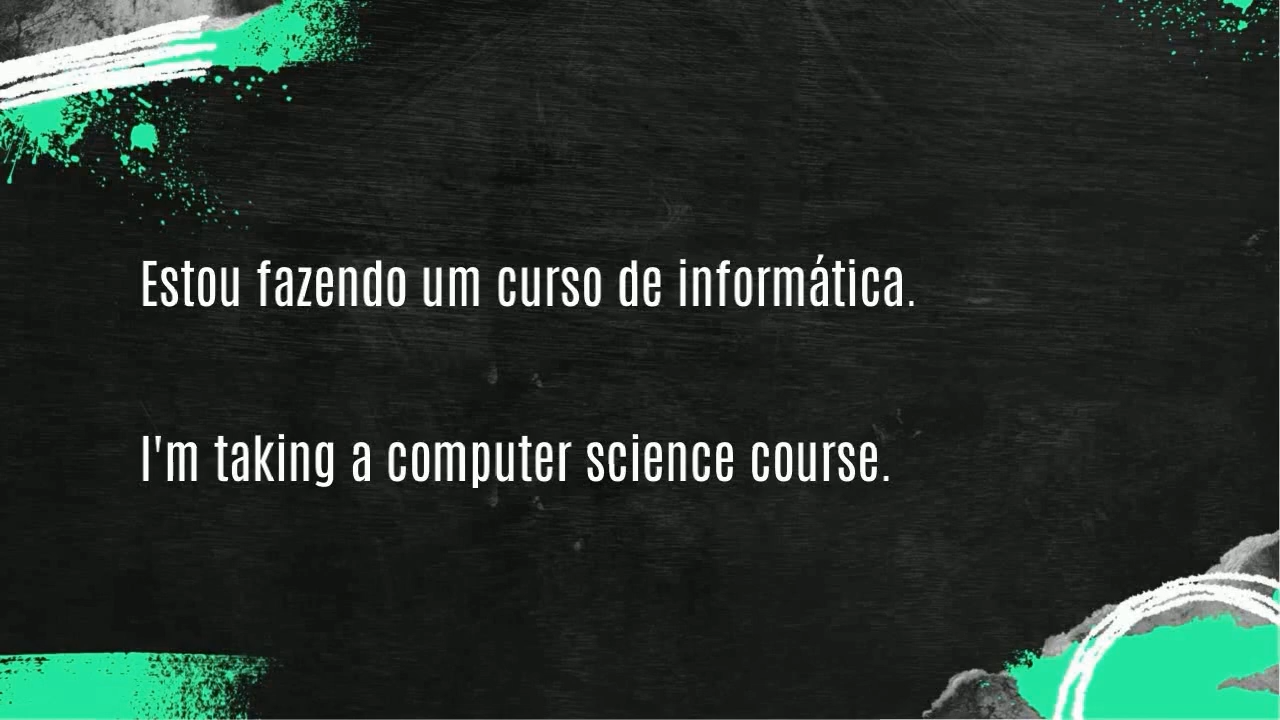 Estou fazendo um curso de informática.
I'm taking a computer science course.